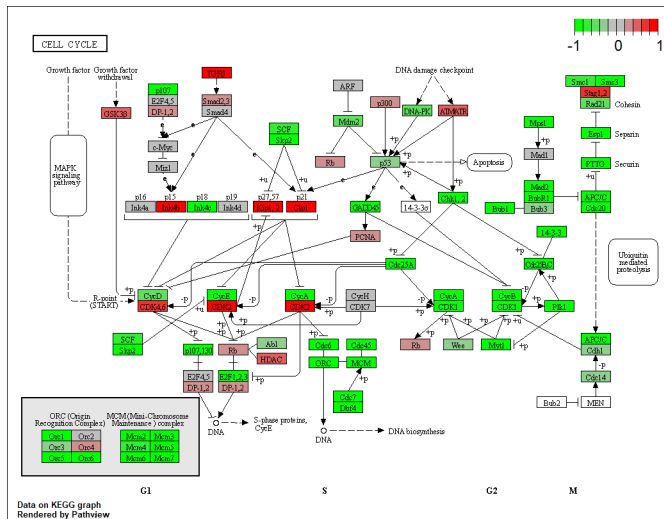 CELL CYCLE
-1 0 1
Growth factor
Growth factor
withdrawal
GSK3β
TGFβ
DNA damage checkpoint
p107
E2F4,5
DP-1,2
Smad2,3
Smad4
c-Myc
Miz1
SCF
Skp2
ARF
Mdm2
p300
Rb
DNA-PK
ATM/ATR
p53
Apoptosis
Smc1
Smc3
Stag1,2
Rad21
Cohesin
Mps1
Mad1
Esp1
Separin
PTTG
Securin
Mad2
BubR1
Bub3
Bub1
APC/C
Cdc20
MAPK
signaling
pathway
p16
p15
p18
p19
p27,57
p21
Ink4a
Ink4b
Ink4c
Ink4d
Kip1,2
Cip1
GADD45
14-3-3σ
Chk1,2
PCNA
14-3-3
Cdc25A
Cdc25B,C
Ubiquitin
mediated
proteolysis
R-point
(START)
CycD
CDK4,6
CycE
CDK2
CycA
CDK2
CycH
CDK7
CycA
CDK1
CycB
CDK1
Plk1
SCF
Skp2
p107,130
Rb
Abl
HDAC
Cdc6
Cdc45
ORC
MCM
Rb
Wee
Myt1
APC/C
Cdh1
Cdc14
E2F4,5
DP-1,2
E2F1,2,3
DP-1,2
Cdc7
Dbf4
Bub2
MEN
DNA
S-phase proteins,
CycE
DNA
DNA biosynthesis
ORC (Origin
Recognition Complex)
MCM (Mini-Chromosome
Maintenance) complex
Orc1 Orc2 Mcm2 Mcm3
Orc3 Orc4 Mcm4 Mcm5
Orc5 Orc6 Mcm6 Mcm7
G1 S G2 M
Data on KEGG graph
Rendered by Pathview